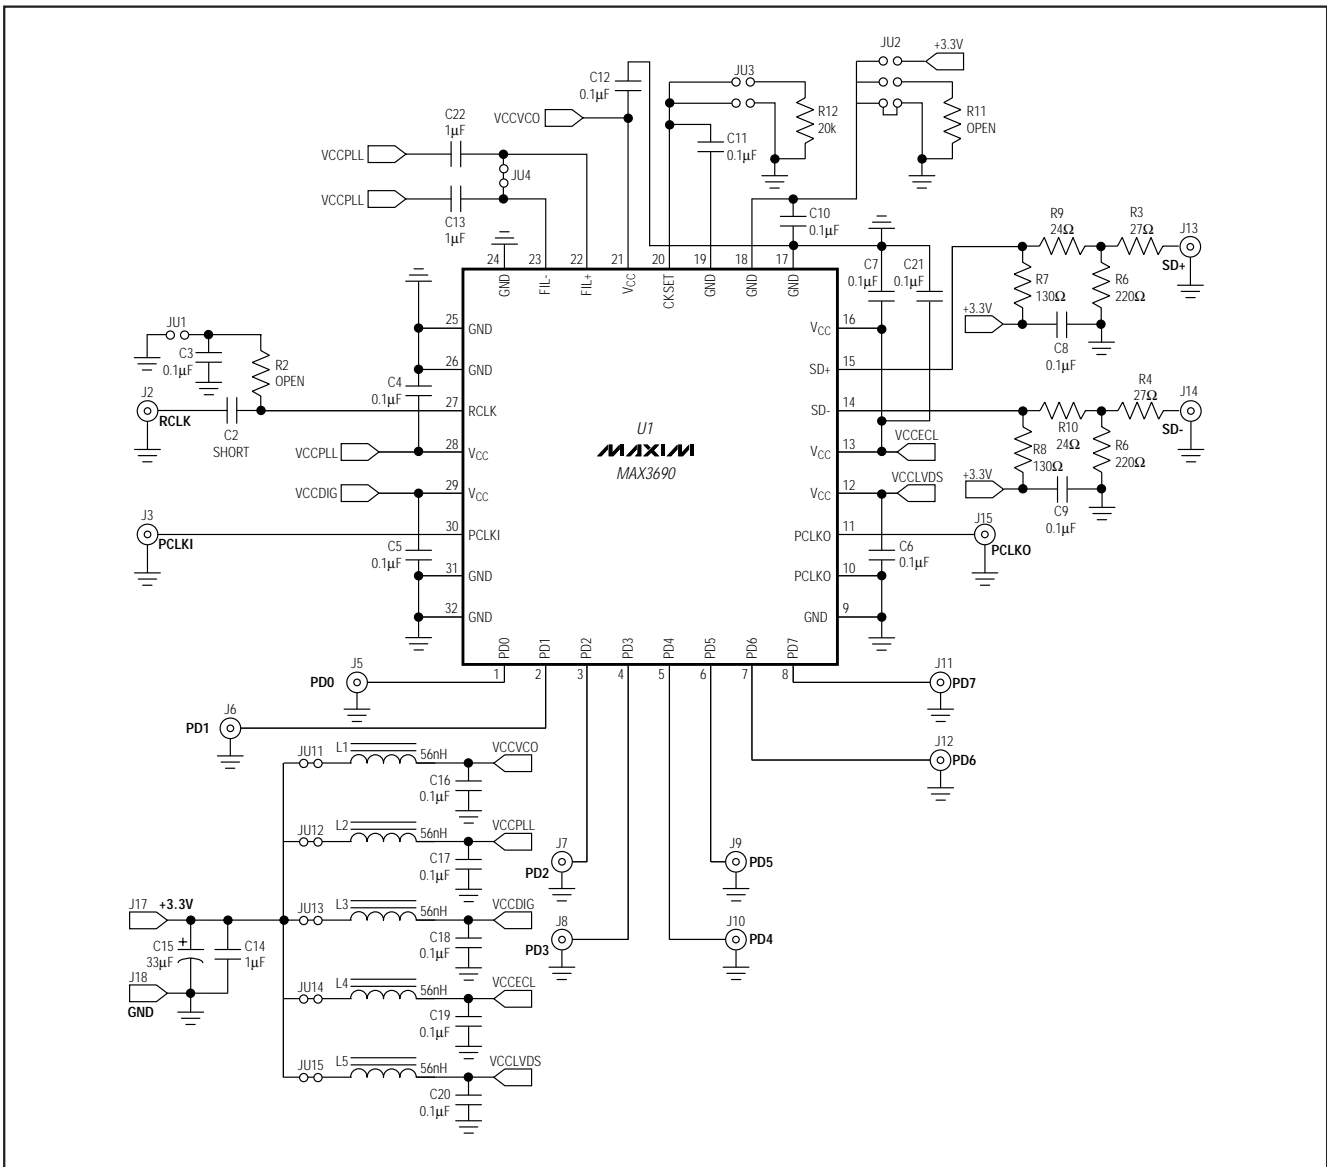 JU2
+3.3V
C12
0.1µF
JU3
R12
20k
R11
OPEN
C22
1µF
VCCVCO
C11
0.1µF
VCCPLL
JU4
VCCPLL
C13
1µF
C10
0.1µF
R9
24Ω
R3
27Ω
J13
SD+
24
23
22
21
20
19
18
17
GND
FIL-
FIL+
VCC
CKSET
GND
GND
GND
C7
0.1µF
C21
0.1µF
R7
130Ω
R6
220Ω
+3.3V
C8
0.1µF
JU1
C3
0.1µF
R2
OPEN
J2
RCLK
C2
SHORT
C4
0.1µF
25
GND
26
GND
27
RCLK
VCCPLL
28
VCC
VCCDIG
29
VCC
J3
PCLKI
30
PCLKI
C5
0.1µF
31
GND
32
GND
U1
MAXIM
MAX3690
VCC
16
SD+
15
SD-
14
VCC
13
VCCECL
VCC
12
VCCLVDS
PCLKO
11
PCLKO
10
GND
9
R4
27Ω
J14
SD-
R10
24Ω
R8
130Ω
R6
220Ω
+3.3V
C9
0.1µF
J15
PCLKO
C6
0.1µF
PD0
PD1
PD2
PD3
PD4
PD5
PD6
PD7
1
2
3
4
5
6
7
8
J5
PD0
J6
PD1
J11
PD7
J12
PD6
JU11
L1
56nH
VCCVCO
C16
0.1µF
JU12
L2
56nH
VCCPLL
C17
0.1µF
J7
PD2
J9
PD5
J17
+3.3V
JU13
L3
56nH
VCCDIG
C18
0.1µF
J8
PD3
J10
PD4
C15
+
33µF
C14
1µF
J18
GND
JU14
L4
56nH
VCCECL
C19
0.1µF
JU15
L5
56nH
VCCLVDS
C20
0.1µF